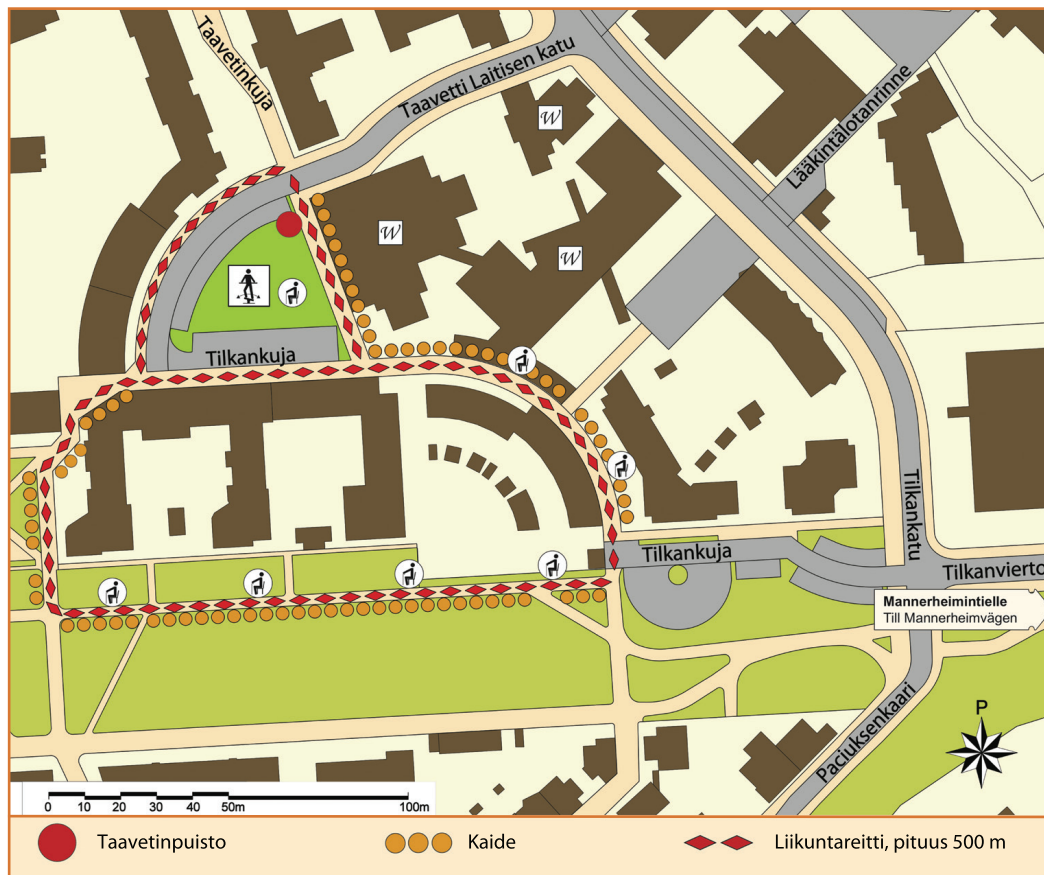 Taavetinkuja
Taavetti Laitisen katu
Lääkintälotanrinne
W
W
W
Tilkankuja
Tilkankatu
Tilkankuja
Tilkanvierto
Mannerheimintielle
Till Mannerheimvägen
Paciuksenkaari
P
0 10 20 30 40 50m 100m
Taavetinpuisto
Kaide
Liikuntareitti, pituus 500 m